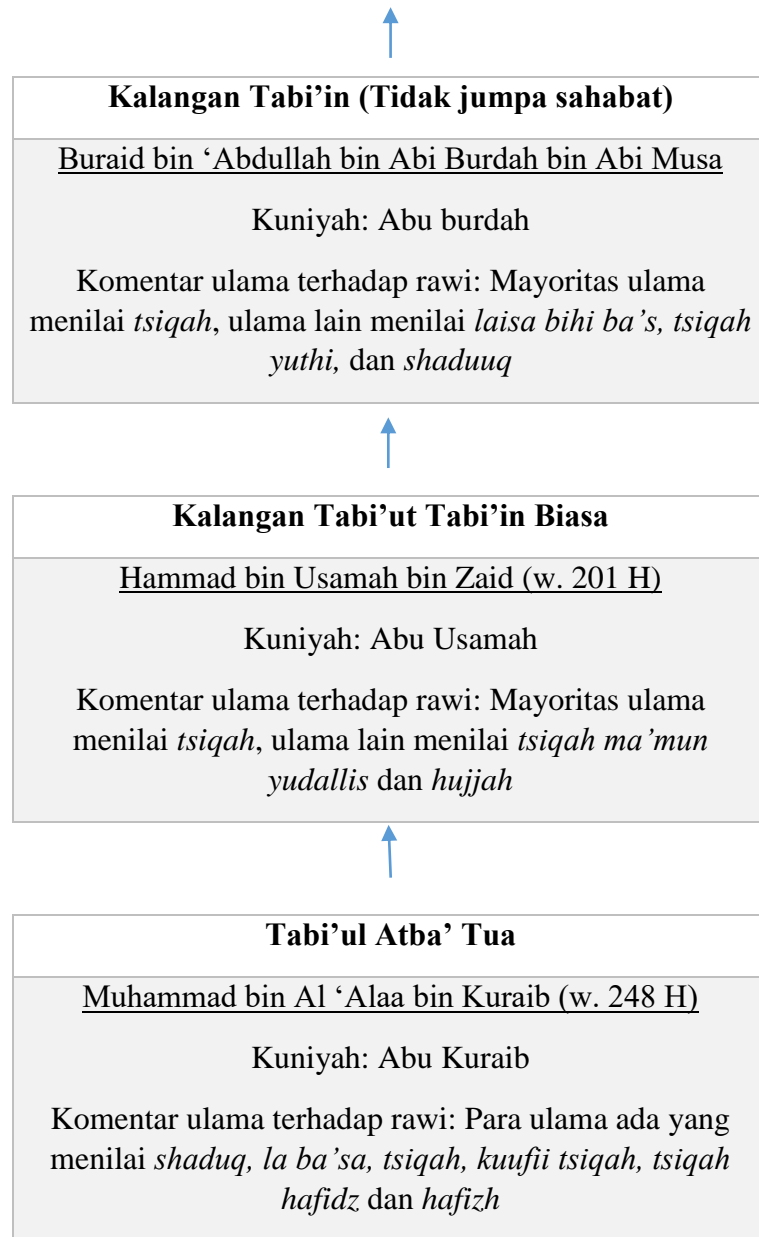 Kalangan Tabi’in (Tidak jumpa sahabat)
Buraid bin ‘Abdullah bin Abi Burdah bin Abi Musa
Kuniyah: Abu burdah
Komentar ulama terhadap rawi: Mayoritas ulama
menilai tsiqah, ulama lain menilai laisa bihi ba’s, tsiqah
yuthi, dan shaduuq
Kalangan Tabi’ut Tabi’in Biasa
Hammad bin Usamah bin Zaid (w. 201 H)
Kuniyah: Abu Usamah
Komentar ulama terhadap rawi: Mayoritas ulama
menilai tsiqah, ulama lain menilai tsiqah ma’mun
yudallis dan hujjah
Tabi’ul Atba’ Tua
Muhammad bin Al ‘Alaa bin Kuraib (w. 248 H)
Kuniyah: Abu Kuraib
Komentar ulama terhadap rawi: Para ulama ada yang
menilai shaduq, la ba’sa, tsiqah, kuufii tsiqah, tsiqah
hafidz dan hafizh